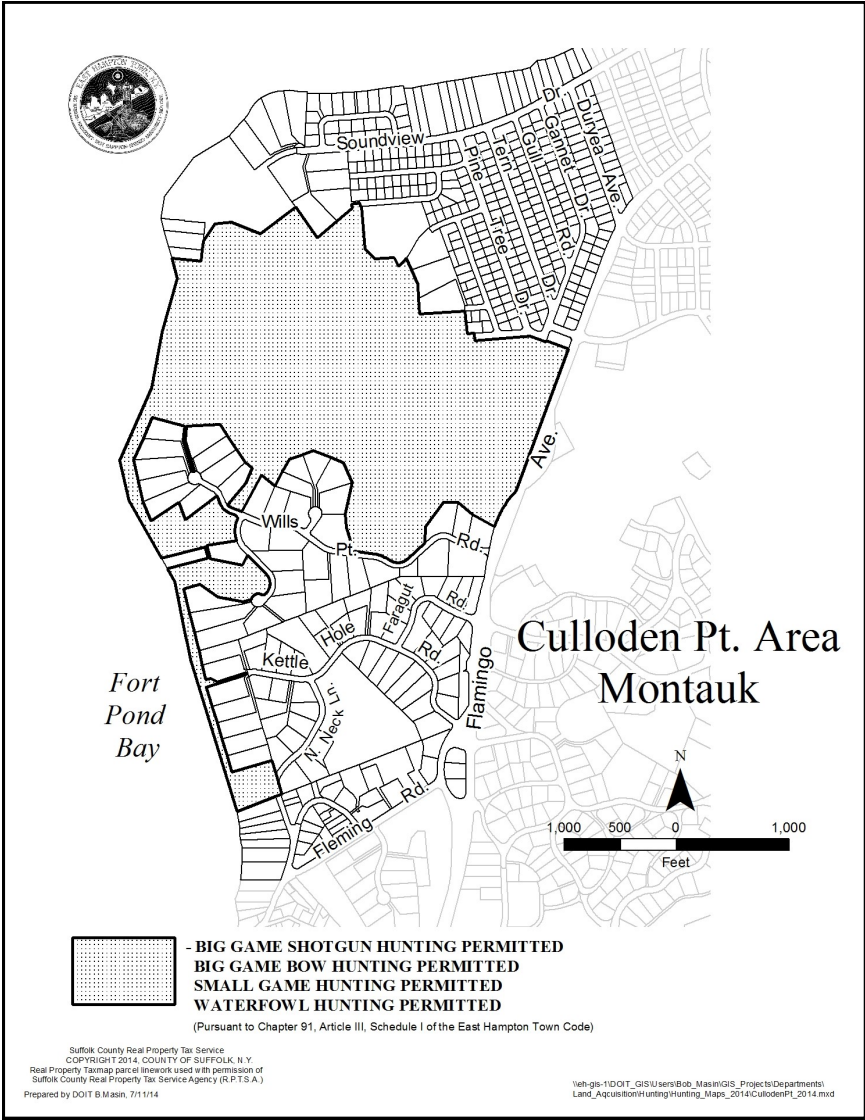 EAST HAMPTON TOWN, N.Y.
Soundview
Dr.
Duryea
Ave.
Gannet
Dr.
Gull
Rd.
Tern
Dr.
Pine
Tree
Dr.
Ave.
Wills
Pt.
Rd.
Faragut
Rd.
Hole
Kettle
Rd.
Culloden Pt. Area
Montauk
N. Neck
Ln.
Flamingo
Fort
Pond
Bay
Fleming
Rd.
N
1,000 500 0 1,000
Feet
- BIG GAME SHOTGUN HUNTING PERMITTED
BIG GAME BOW HUNTING PERMITTED
SMALL GAME HUNTING PERMITTED
WATERFOWL HUNTING PERMITTED
(Pursuant to Chapter 91, Article III, Schedule I of the East Hampton Town Code)
Suffolk County Real Property Tax Service
COPYRIGHT 2014, COUNTY OF SUFFOLK, N.Y.
Real Property Taxmap parcel linework used with permission of
Suffolk County Real Property Tax Service Agency (R.P.T.S.A.)
Prepared by DOIT B.Masin, 7/11/14
\\eh-gis-1\DOIT_GIS\Users\Bob_Masin\GIS_Projects\Departments\
Land_Aqcuisition\Hunting\Hunting_Maps_2014\CullodenPt_2014.mxd